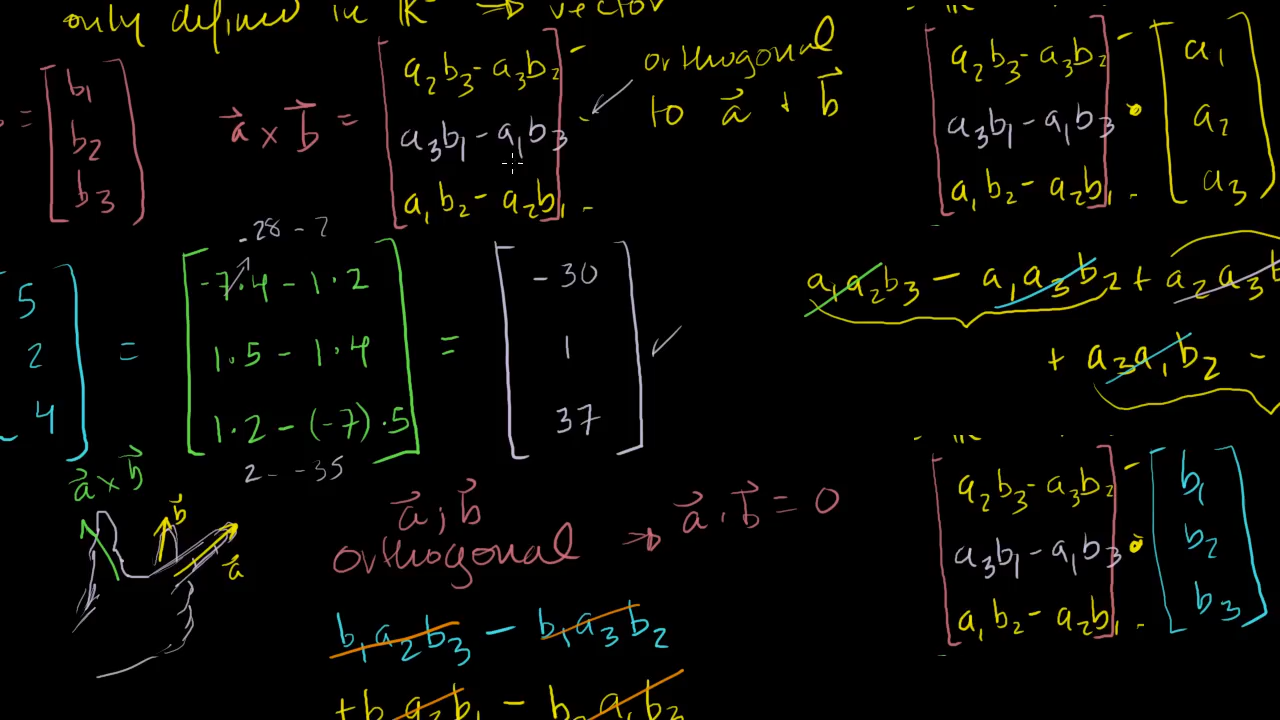 only defined in ℝ → vector
= [b₁ b₂ b₃]
a⃗ × b⃗ = [a₂b₃ - a₃b₂
a₃b₁ - a₁b₃
a₁b₂ - a₂b₁]
orthogonal
to a⃗ + b⃗
[a₂b₃ - a₃b₂
a₃b₁ - a₁b₃
a₁b₂ - a₂b₁] • [a₁ a₂ a₃]
-28 - 2
[5 2 4] = [-7·4 - 1·2
1·5 - 1·4
1·2 - (-7)·5] = [-30 1 37]
2 - -35
a₁a₂b₃ - a₁a₃b₂ + a₂a₃b
+ a₃a₁b₂ -
a⃗ × b⃗
b⃗
a⃗
a⃗, b⃗
orthogonal → a⃗ · b⃗ = 0
b₁a₂b₃ - b₁a₃b₂
[a₂b₃ - a₃b₂
a₃b₁ - a₁b₃
a₁b₂ - a₂b₁] • [b₁ b₂ b₃]